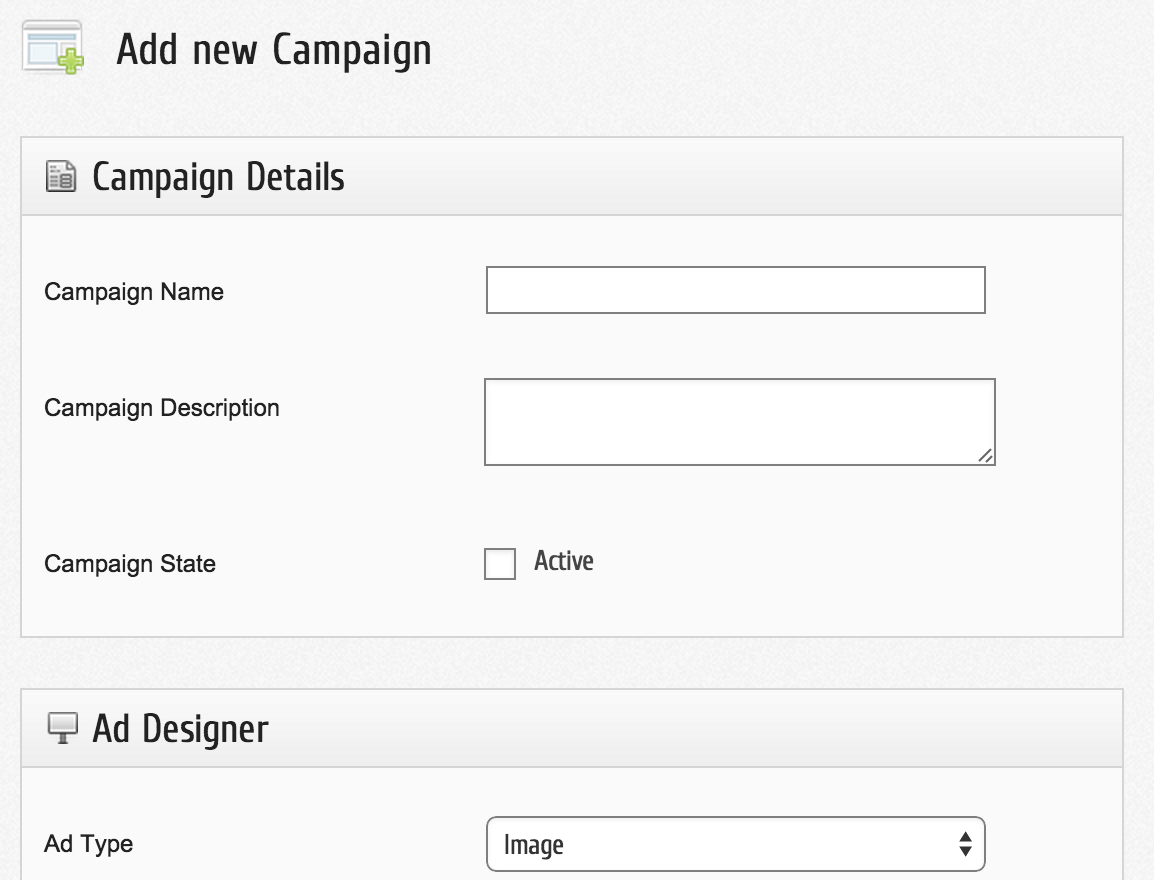 Add new Campaign
Campaign Details
Campaign Name
Campaign Description
Campaign State
Active
Ad Designer
Ad Type
Image